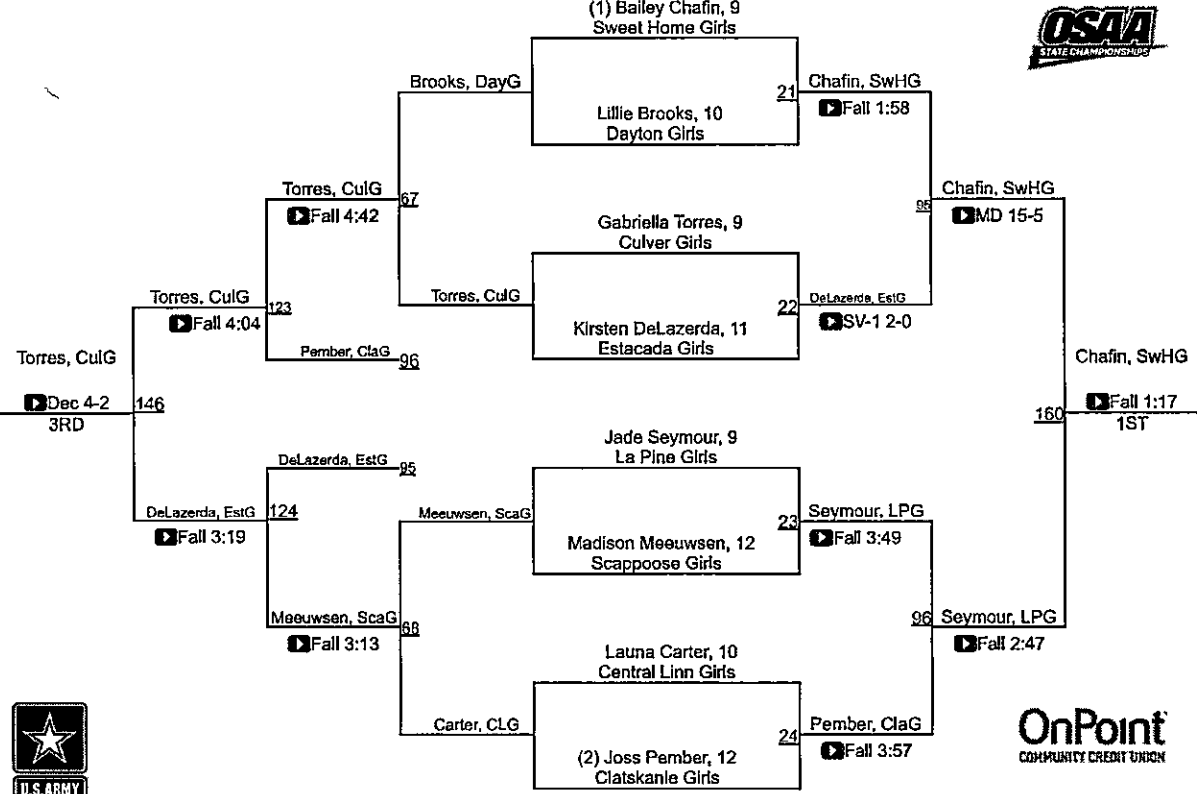 (1) Bailey Chafin, 9
Sweet Home Girls
OSAA
STATE CHAMPIONSHIPS
Brooks, DayG
21
Chafin, SwHG
Fall 1:58
Lillie Brooks, 10
Dayton Girls
Torres, CulG
67
Fall 4:42
Chafin, SwHG
95
MD 15-5
Gabriella Torres, 9
Culver Girls
Torres, CulG
123
Fall 4:04
Torres, CulG
22
DeLazerda, EstG
SV-1 2-0
Kirsten DeLazerda, 11
Estacada Girls
Pember, ClaG
96
Torres, CulG
Chafin, SwHG
Dec 4-2
146
3RD
160
Fall 1:17
1ST
Jade Seymour, 9
La Pine Girls
DeLazerda, EstG
95
DeLazerda, EstG
124
Fall 3:19
Meeuwsen, ScaG
23
Seymour, LPG
Fall 3:49
Madison Meeuwsen, 12
Scappoose Girls
Meeuwsen, ScaG
68
Fall 3:13
96
Seymour, LPG
Fall 2:47
Launa Carter, 10
Central Linn Girls
Carter, CLG
24
Pember, ClaG
Fall 3:57
(2) Joss Pember, 12
Clatskanie Girls
OnPoint
COMMUNITY CREDIT UNION
U.S. ARMY